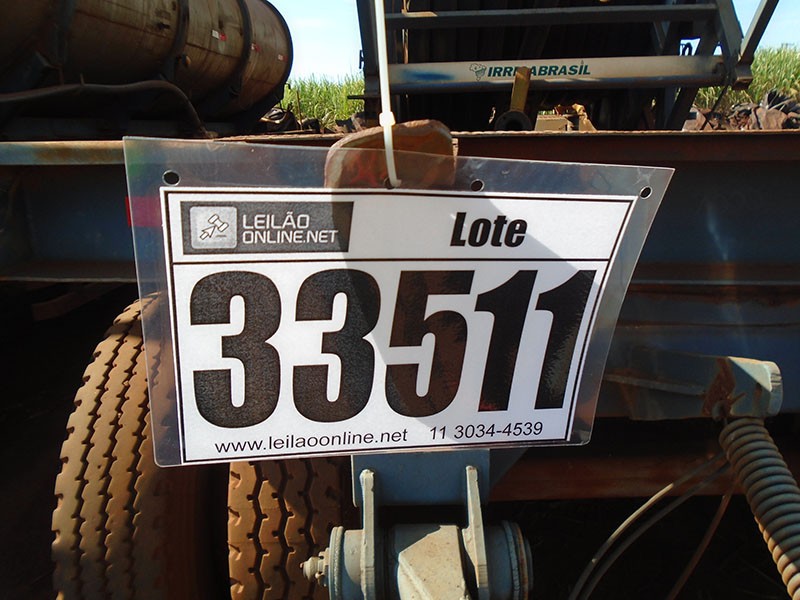 IRRIGABRASIL
LEILÃO
ONLINE.NET
Lote
33511
www.leilaoonline.net 11 3034-4539